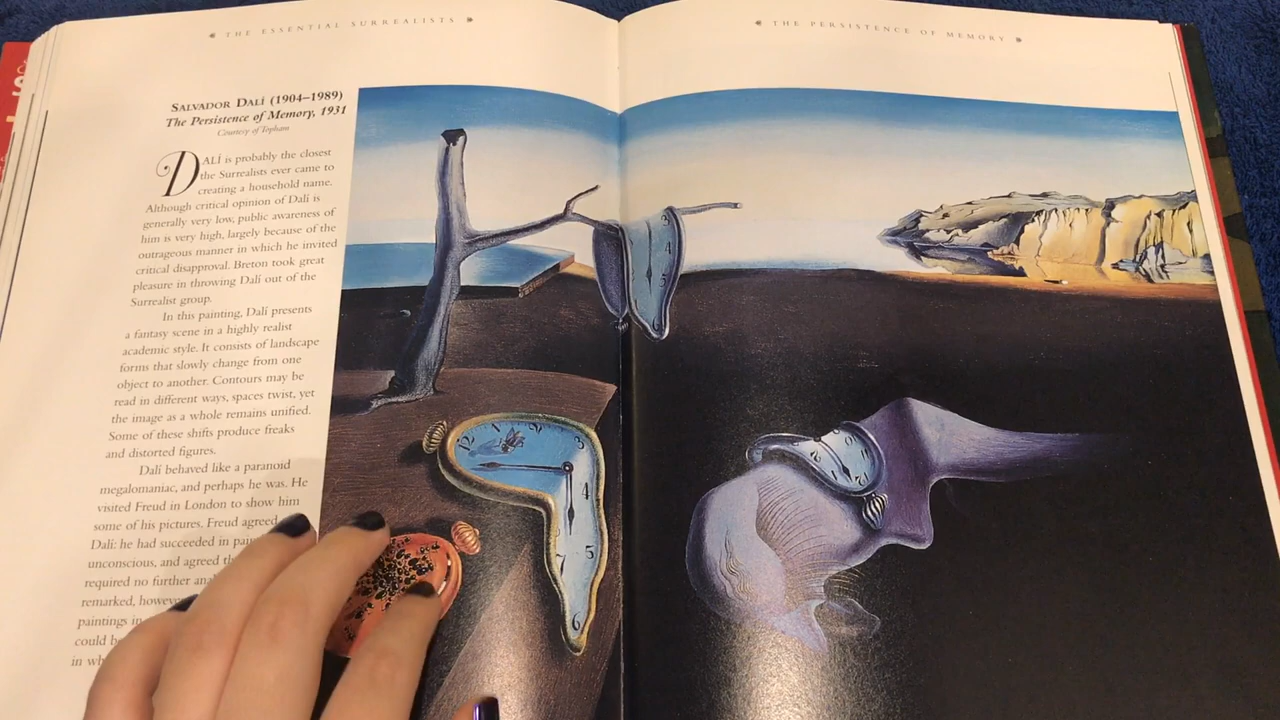 THE ESSENTIAL SURREALISTS
THE PERSISTENCE OF MEMORY
SALVADOR DALÍ (1904–1989)
The Persistence of Memory, 1931
Courtesy of Topham
DALÍ is probably the closest
the Surrealists ever came to
creating a household name.
Although critical opinion of Dalí is
generally very low, public awareness of
him is very high, largely because of the
outrageous manner in which he invited
critical disapproval. Breton took great
pleasure in throwing Dalí out of the
Surrealist group.
In this painting, Dalí presents
a fantasy scene in a highly realist
academic style. It consists of landscape
forms that slowly change from one
object to another. Contours may be
read in different ways, spaces twist, yet
the image as a whole remains unified.
Some of these shifts produce freaks
and distorted figures.
Dalí behaved like a paranoid
megalomaniac, and perhaps he was. He
visited Freud in London to show him
some of his pictures. Freud agreed
Dalí: he had succeeded in
unconscious, and agreed
required no further
remarked,
paintings in
could
in
3
4
5
12
1
2
3
4
5
6